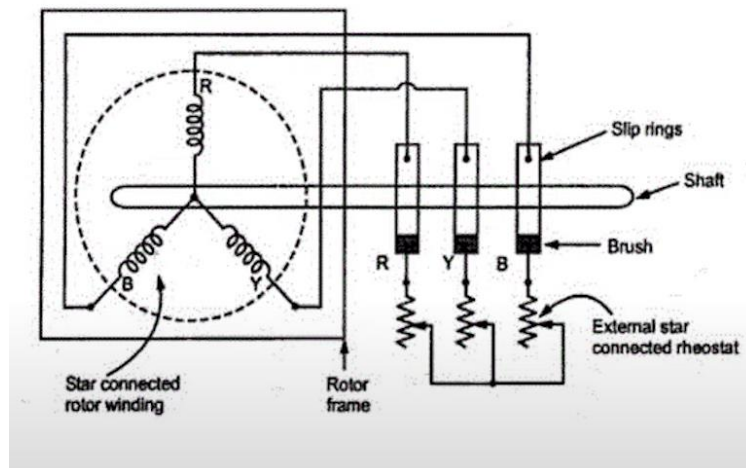 R
Slip rings
Shaft
Brush
R
Y
B
B
Y
External star
connected rheostat
Star connected
rotor winding
Rotor
frame